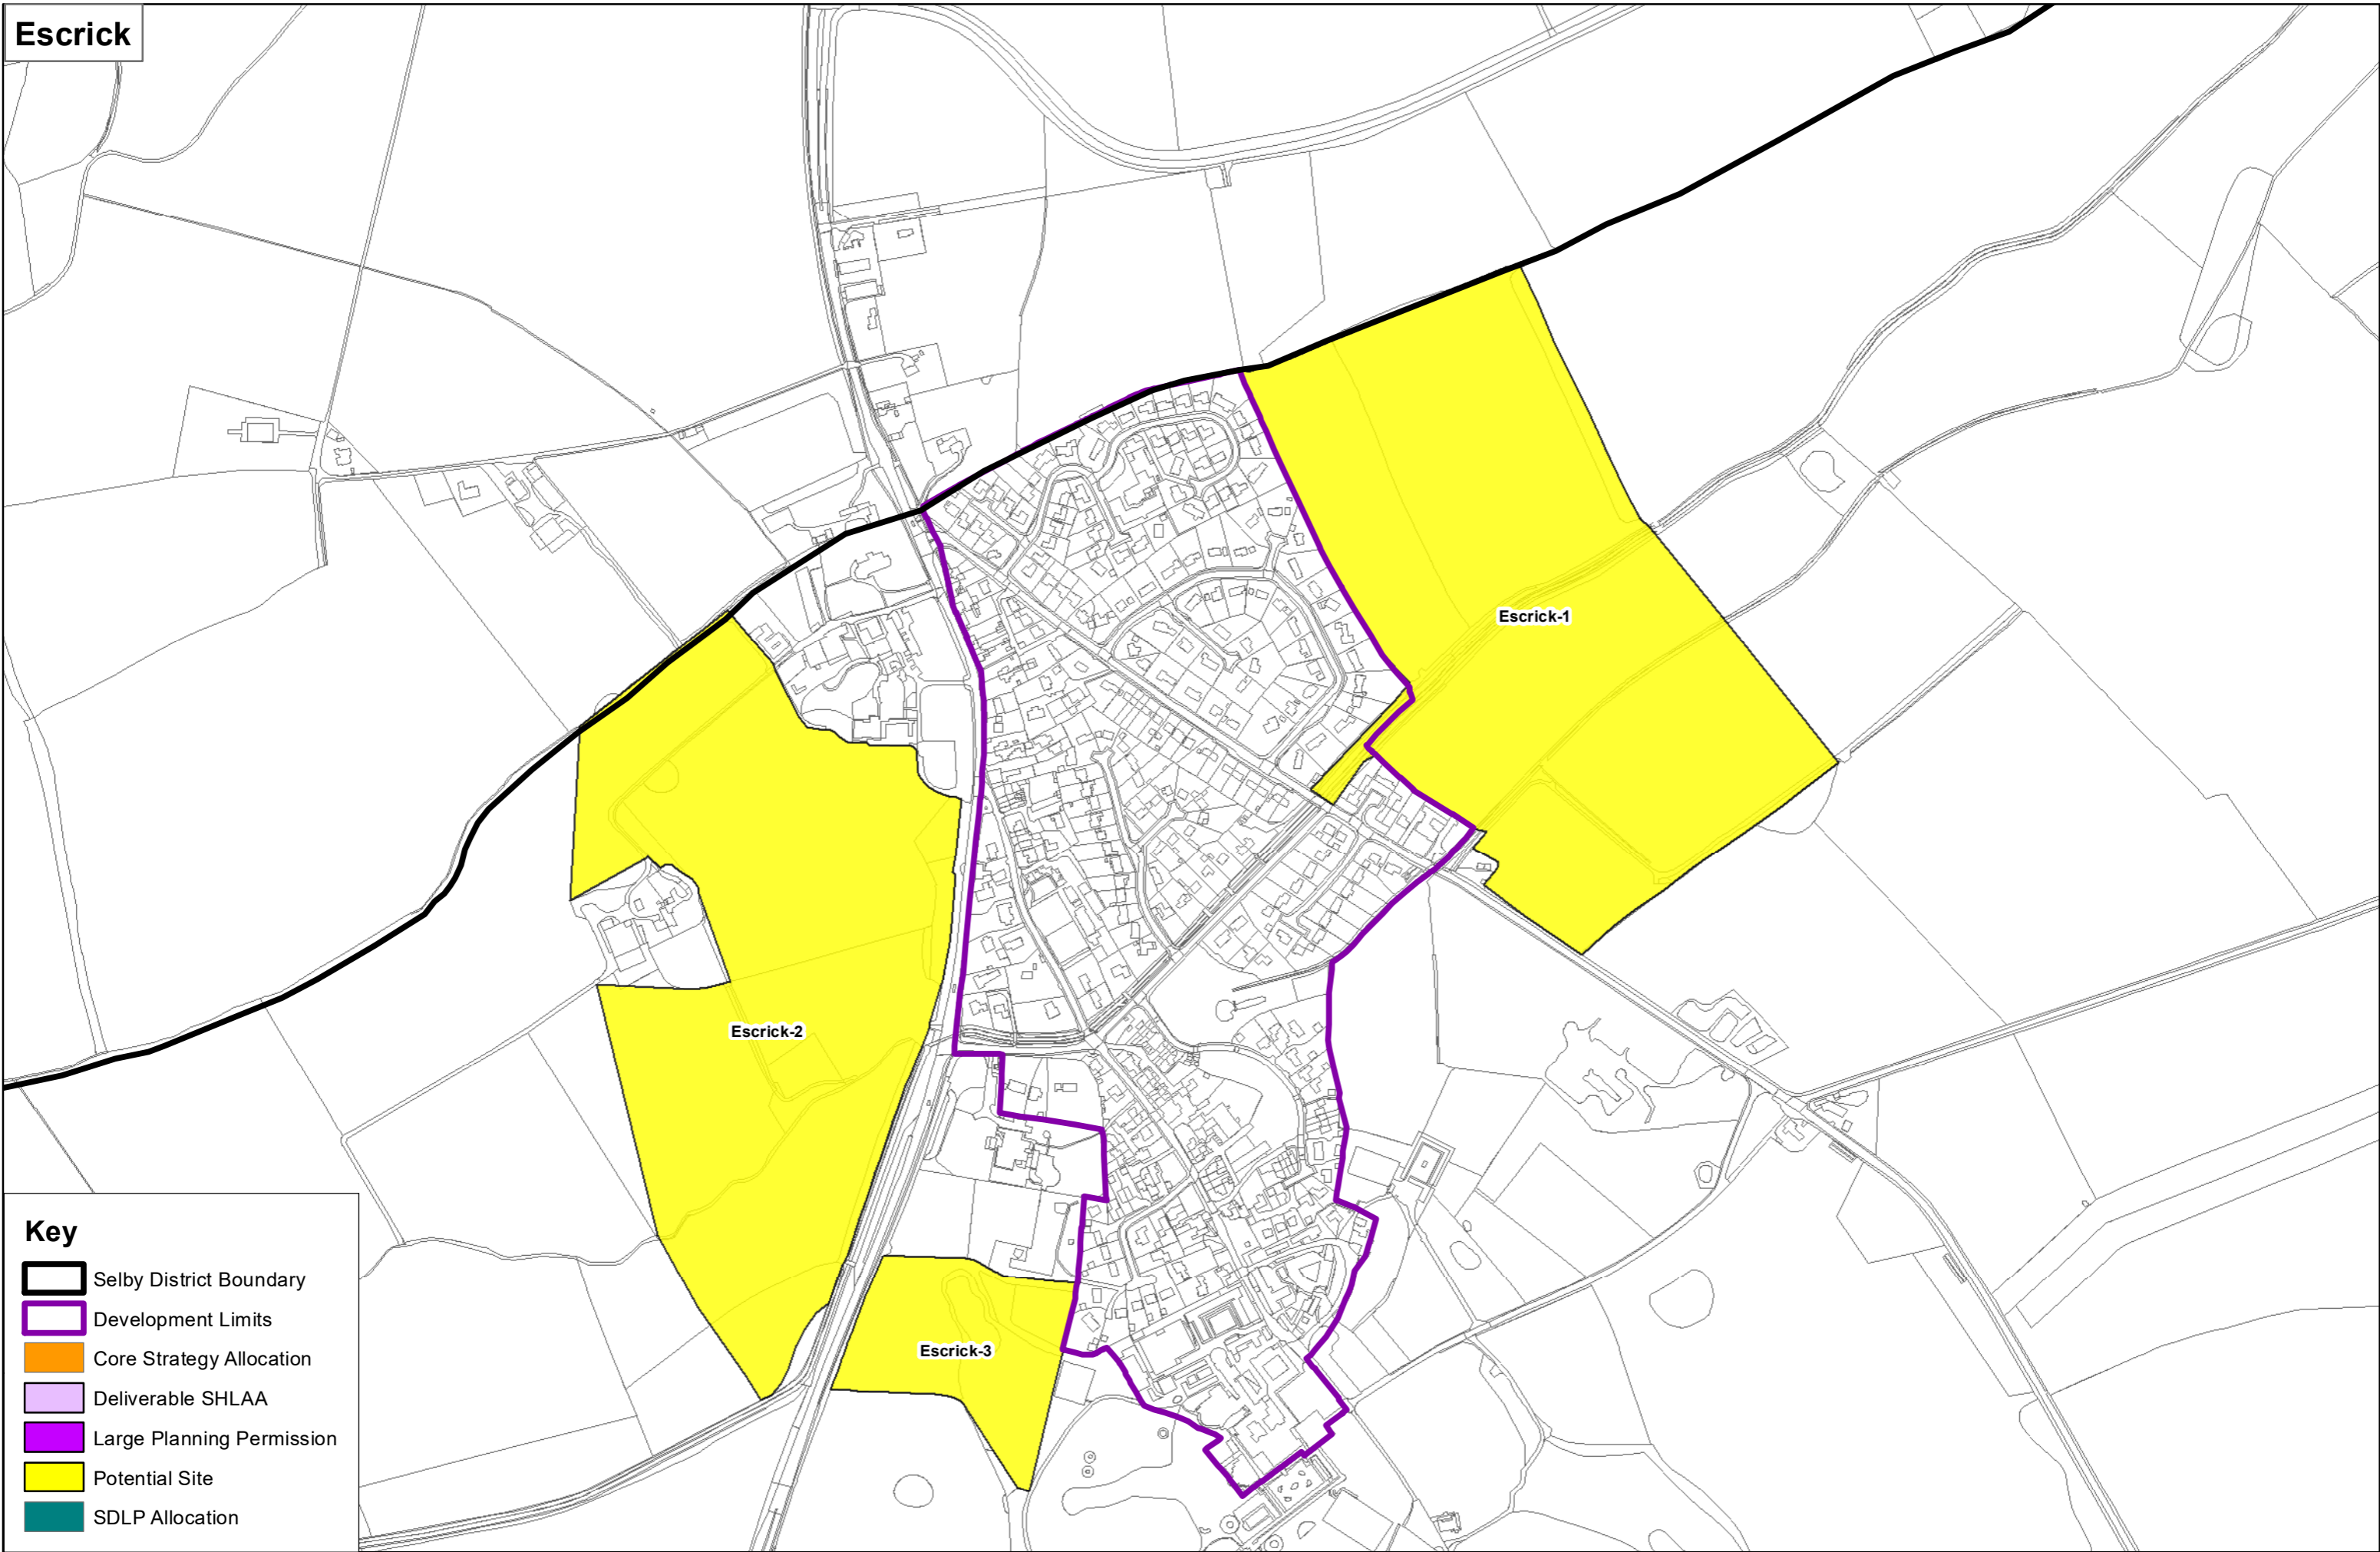 Escrick
Escrick-1
Escrick-2
Escrick-3
Key
Selby District Boundary
Development Limits
Core Strategy Allocation
Deliverable SHLAA
Large Planning Permission
Potential Site
SDLP Allocation